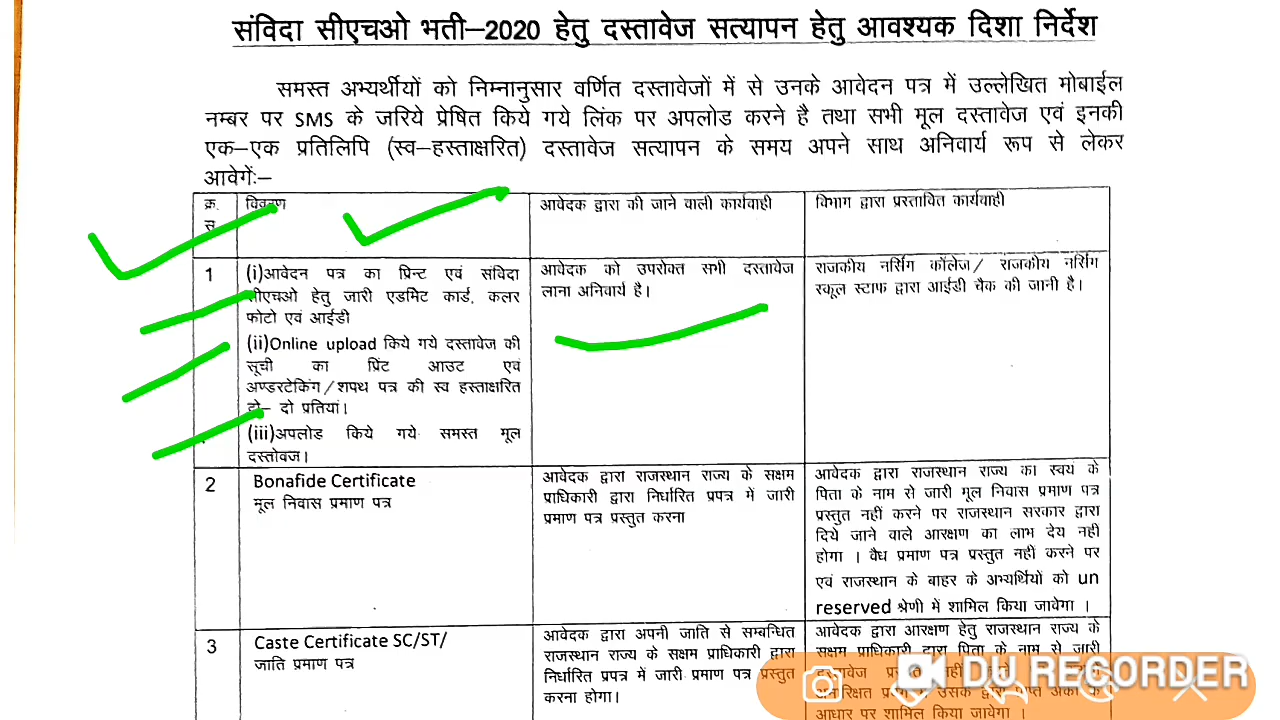 संविदा सीएचओ भर्ती–2020 हेतु दस्तावेज सत्यापन हेतु आवश्यक दिशा निर्देश
समस्त अभ्यर्थीयों को निम्नानुसार वर्णित दस्तावेजों में से उनके आवेदन पत्र में उल्लेखित मोबाईल
नम्बर पर SMS के जरिये प्रेषित किये गये लिंक पर अपलोड करने है तथा सभी मूल दस्तावेज एवं इनकी
एक–एक प्रतिलिपि (स्व–हस्ताक्षरित) दस्तावेज सत्यापन के समय अपने साथ अनिवार्य रूप से लेकर
आवेगें:–
क्र.
स.
विवरण
आवेदक द्वारा की जाने वाली कार्यवाही
विभाग द्वारा प्रस्तावित कार्यवाही
1
(i)आवेदन पत्र का प्रिन्ट एवं संविदा
सीएचओ हेतु जारी एडमिट कार्ड, कलर
फोटो एवं आईडी
(ii)Online upload किये गये दस्तावेज की
सूची का प्रिंट आउट एवं
अण्डरटेकिंग/शपथ पत्र की स्व हस्ताक्षरित
दो– दो प्रतियां।
(iii)अपलोड किये गये समस्त मूल
दस्तोवज।
आवेदक को उपरोक्त सभी दस्तावेज
लाना अनिवार्य है।
राजकीय नर्सिंग कॉलेज/ राजकीय नर्सिंग
स्कूल स्टाफ द्वारा आईडी चैक की जानी है।
2
Bonafide Certificate
मूल निवास प्रमाण पत्र
आवेदक द्वारा राजस्थान राज्य के सक्षम
प्राधिकारी द्वारा निर्धारित प्रपत्र में जारी
प्रमाण पत्र प्रस्तुत करना
आवेदक द्वारा राजस्थान राज्य का स्वयं के
पिता के नाम से जारी मूल निवास प्रमाण पत्र
प्रस्तुत नहीं करने पर राजस्थान सरकार द्वारा
दिये जाने वाले आरक्षण का लाभ देय नही
होगा । वैध प्रमाण पत्र प्रस्तुत नही करने पर
एवं राजस्थान के बाहर के अभ्यर्थियों को un
reserved श्रेणी में शामिल किया जावेगा ।
3
Caste Certificate SC/ST/
जाति प्रमाण पत्र
आवेदक द्वारा अपनी जाति से सम्बन्धित
राजस्थान राज्य के सक्षम प्राधिकारी द्वारा
निर्धारित प्रपत्र में जारी प्रमाण पत्र प्रस्तुत
करना होगा।
आवेदक द्वारा आरक्षण हेतु राजस्थान राज्य के
सक्षम प्राधिकारी द्वारा पिता के नाम से जारी
आधार पर शामिल किया जावेगा ।
DU RECORDER